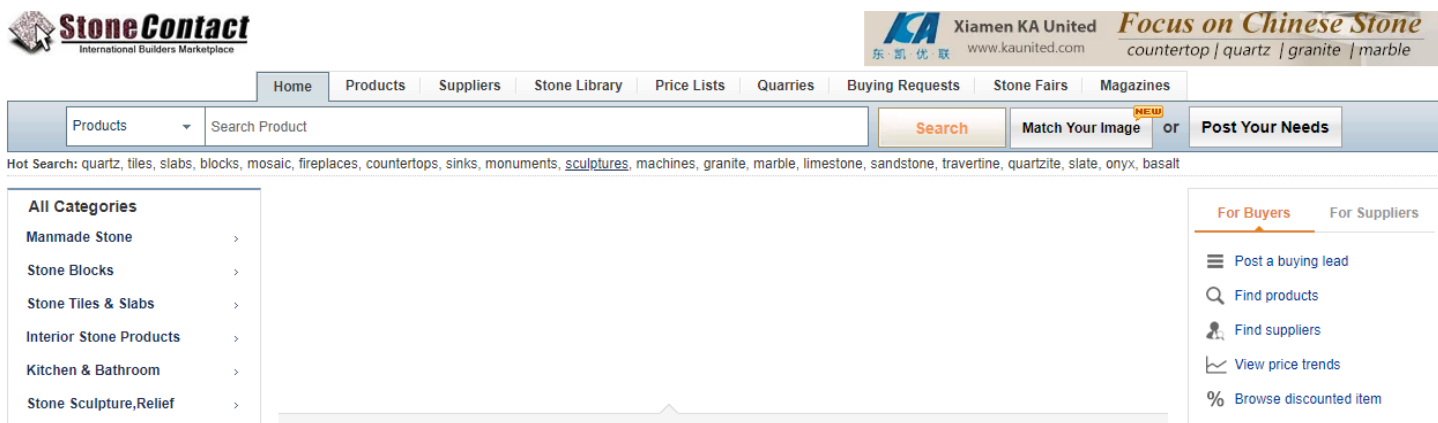 StoneContact
International Builders Marketplace
KA
东·凯·优·联
Xiamen KA United
www.kaunited.com
Focus on Chinese Stone
countertop | quartz | granite | marble
Home Products Suppliers Stone Library Price Lists Quarries Buying Requests Stone Fairs Magazines
Products Search Product Search Match Your Image NEW or Post Your Needs
Hot Search: quartz, tiles, slabs, blocks, mosaic, fireplaces, countertops, sinks, monuments, sculptures, machines, granite, marble, limestone, sandstone, travertine, quartzite, slate, onyx, basalt
All Categories
Manmade Stone
Stone Blocks
Stone Tiles & Slabs
Interior Stone Products
Kitchen & Bathroom
Stone Sculpture,Relief
For Buyers For Suppliers
Post a buying lead
Find products
Find suppliers
View price trends
% Browse discounted item